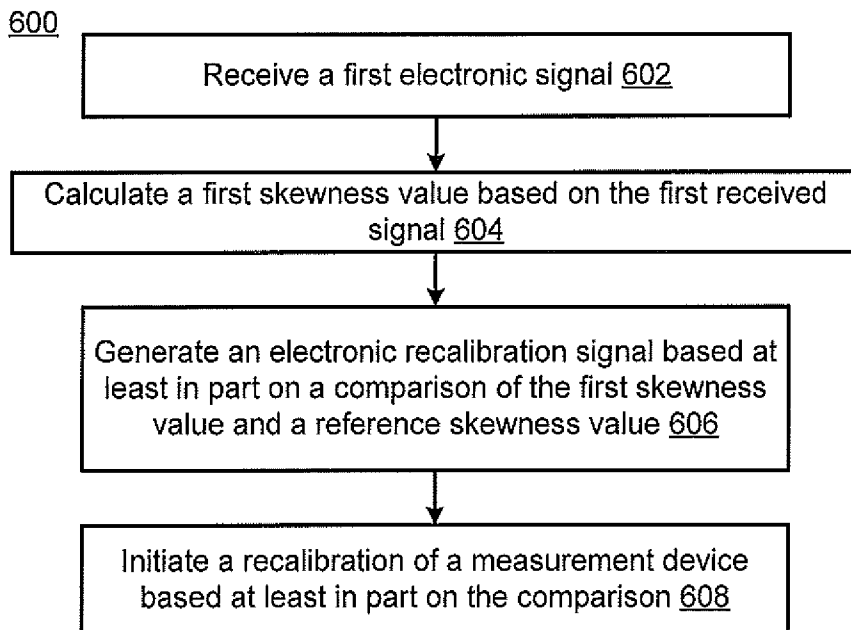 600
Receive a first electronic signal 602
Calculate a first skewness value based on the first received
signal 604
Generate an electronic recalibration signal based at
least in part on a comparison of the first skewness
value and a reference skewness value 606
Initiate a recalibration of a measurement device
based at least in part on the comparison 608